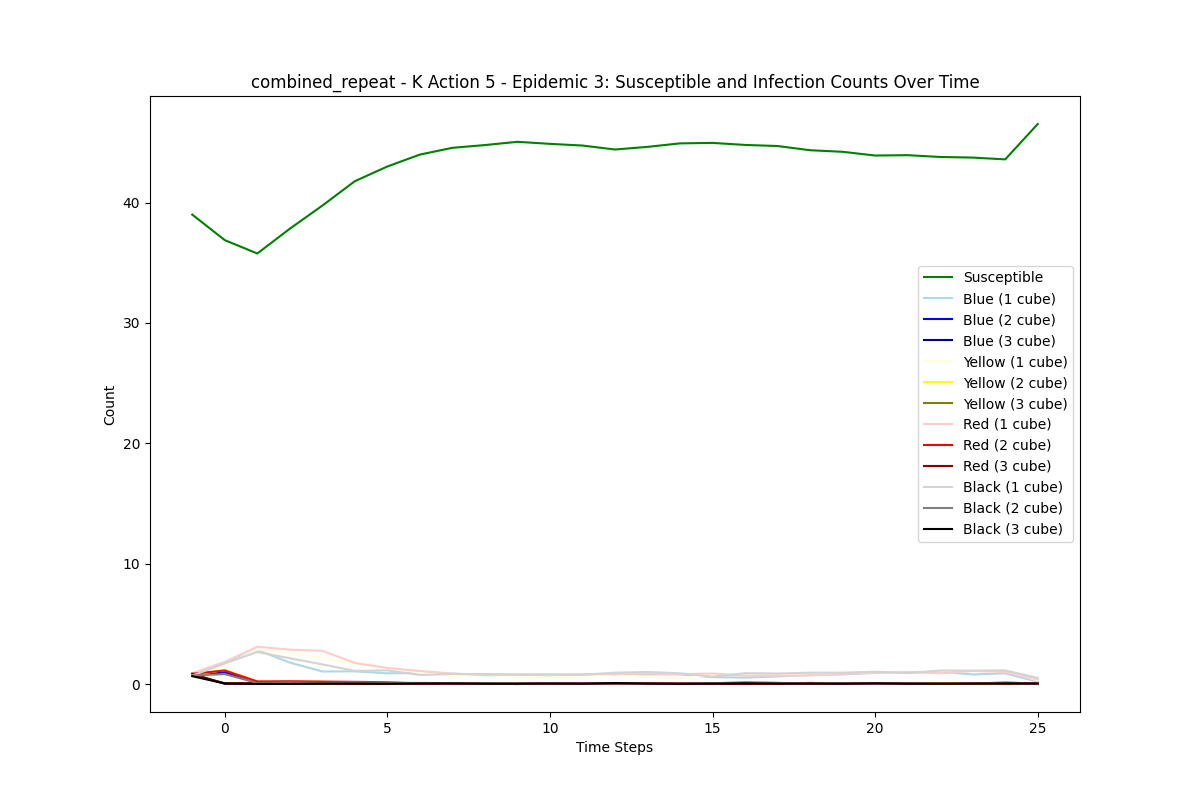 combined_repeat - K Action 5 - Epidemic 3: Susceptible and Infection Counts Over Time
Count
40
30
20
10
0
Susceptible
Blue (1 cube)
Blue (2 cube)
Blue (3 cube)
Yellow (1 cube)
Yellow (2 cube)
Yellow (3 cube)
Red (1 cube)
Red (2 cube)
Red (3 cube)
Black (1 cube)
Black (2 cube)
Black (3 cube)
0 5 10 15 20 25
Time Steps